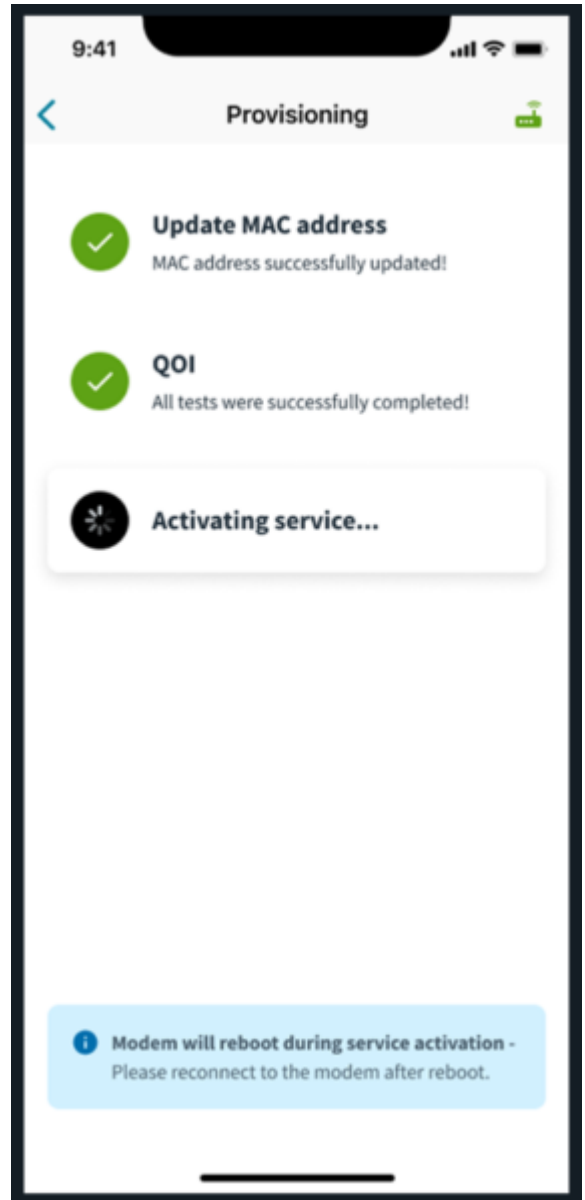 9:41
Provisioning
Update MAC address
MAC address successfully updated!
QOI
All tests were successfully completed!
Activating service...
Modem will reboot during service activation -
Please reconnect to the modem after reboot.